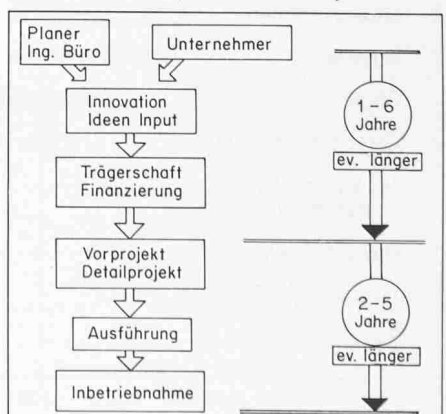 Planer
Ing. Büro
Unternehmer
Innovation
Ideen Input
Trägerschaft
Finanzierung
Vorprojekt
Detailprojekt
Ausführung
Inbetriebnahme
1-6
Jahre
ev. länger
2-5
Jahre
ev. länger